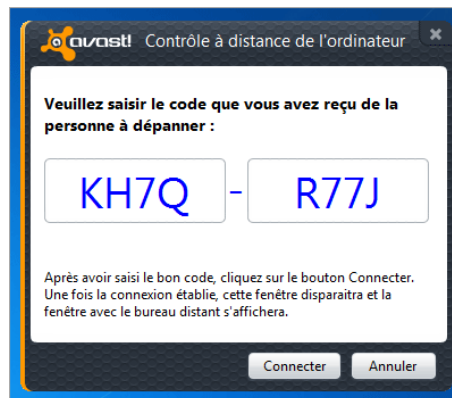 avast! Contrôle à distance de l'ordinateur
Veuillez saisir le code que vous avez reçu de la
personne à dépanner :
KH7Q - R77J
Après avoir saisi le bon code, cliquez sur le bouton Connecter.
Une fois la connexion établie, cette fenêtre disparaitra et la
fenêtre avec le bureau distant s'affichera.
Connecter Annuler